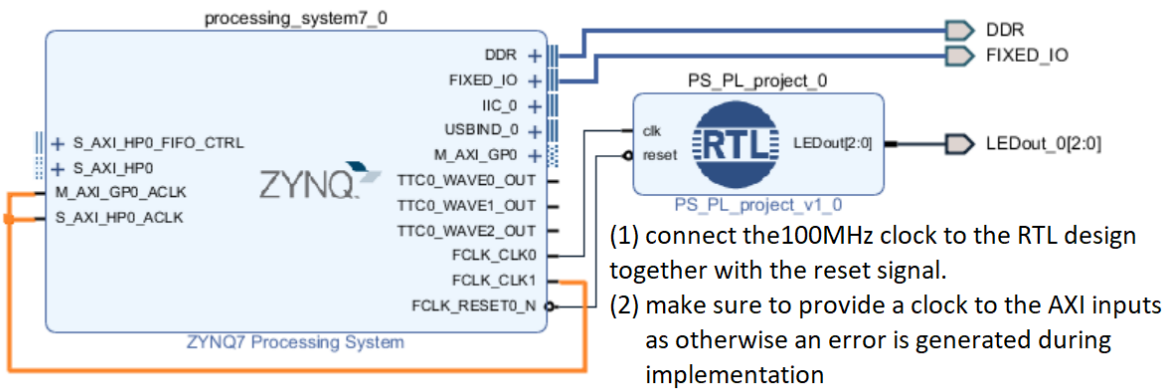 processing_system7_0
DDR
FIXED_IO
IIC_0
USBIND_0
M_AXI_GP0
TTC0_WAVE0_OUT
TTC0_WAVE1_OUT
TTC0_WAVE2_OUT
FCLK_CLK0
FCLK_CLK1
FCLK_RESET0_N
S_AXI_HP0_FIFO_CTRL
S_AXI_HP0
M_AXI_GP0_ACLK
S_AXI_HP0_ACLK
ZYNQ
ZYNQ7 Processing System
DDR
FIXED_IO
PS_PL_project_0
clk
reset
RTL
LEDout[2:0]
PS_PL_project_v1_0
LEDout_0[2:0]
(1) connect the100MHz clock to the RTL design
together with the reset signal.
(2) make sure to provide a clock to the AXI inputs
as otherwise an error is generated during
implementation